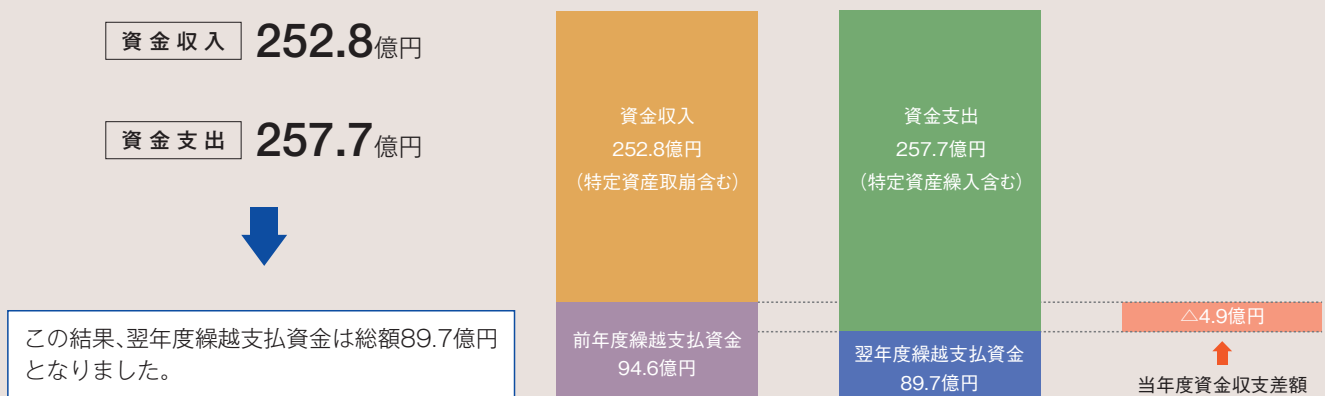 資金収入 252.8億円
資金支出 257.7億円
この結果、翌年度繰越支払資金は総額89.7億円
となりました。
資金収入
252.8億円
（特定資産取崩含む）
前年度繰越支払資金
94.6億円
資金支出
257.7億円
（特定資産繰入含む）
翌年度繰越支払資金
89.7億円
△4.9億円
当年度資金収支差額